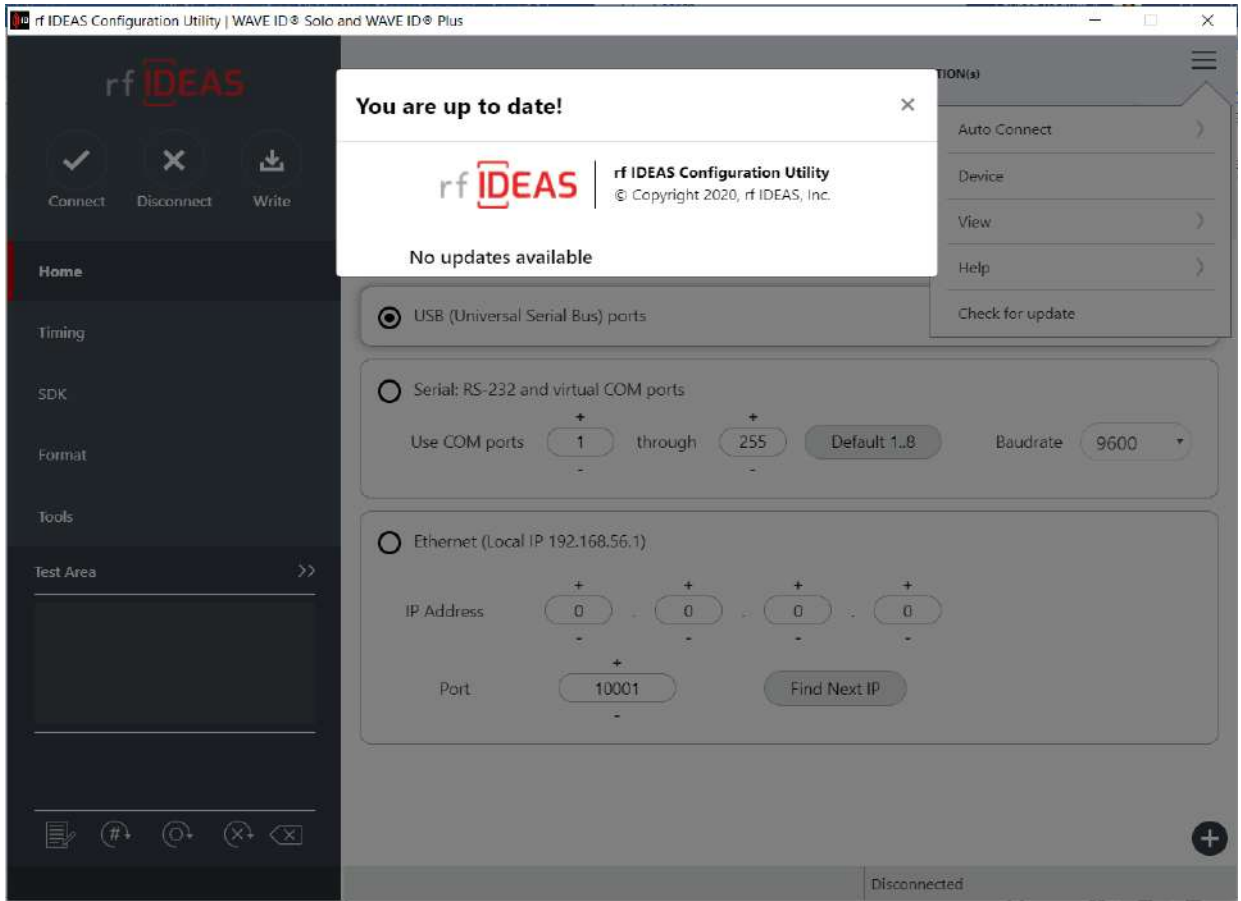 rf IDEAS Configuration Utility | WAVE ID® Solo and WAVE ID® Plus
rf IDEAS
Connect Disconnect Write
Home
Timing
SDK
Format
Tools
Test Area >>
You are up to date! ×
rf IDEAS
rf IDEAS Configuration Utility
© Copyright 2020, rf IDEAS, Inc.
No updates available
TION(s)
Auto Connect
Device
View
Help
Check for update
USB (Universal Serial Bus) ports
Serial: RS-232 and virtual COM ports
+ +
Use COM ports 1 through 255 Default 1..8 Baudrate 9600
- -
Ethernet (Local IP 192.168.56.1)
+ + + +
IP Address 0 . 0 . 0 . 0
- - - -
+
Port 10001 Find Next IP
-
Disconnected